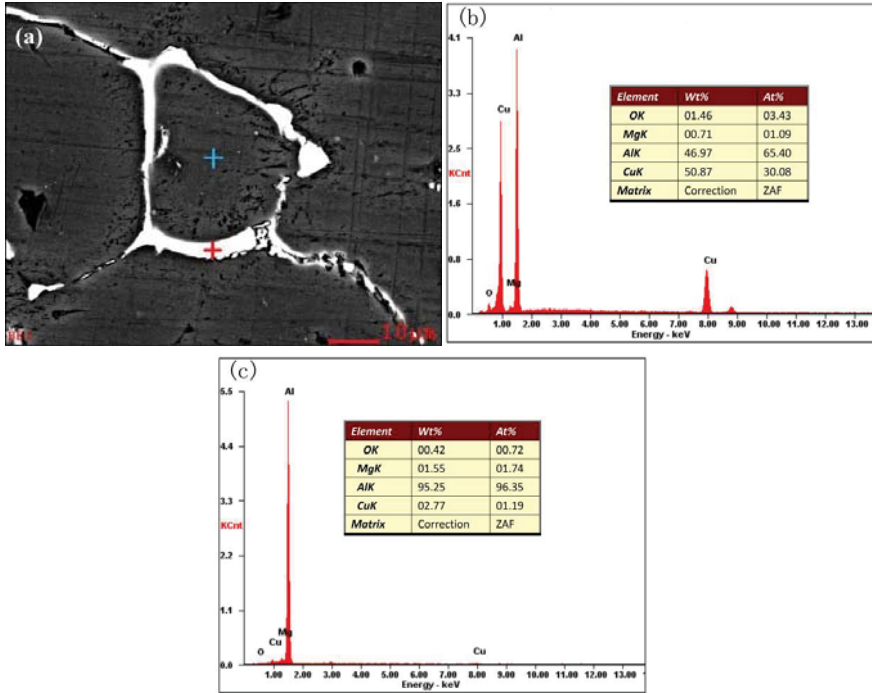 (a)
10μm
(b)
4.1
3.3
2.5
KCnt
1.6
0.8
0.0
Al
Cu
O
Mg
Cu
1.00 2.00 3.00 4.00 5.00 6.00 7.00 8.00 9.00 10.00 11.00 12.00 13.00
Energy - keV
Element Wt% At%
OK 01.46 03.43
MgK 00.71 01.09
AlK 46.97 65.40
CuK 50.87 30.08
Matrix Correction ZAF
(c)
5.5
4.4
3.3
KCnt
2.2
1.1
0.0
Al
Mg
Cu
O
Cu
1.00 2.00 3.00 4.00 5.00 6.00 7.00 8.00 9.00 10.00 11.00 12.00 13.00
Energy - keV
Element Wt% At%
OK 00.42 00.72
MgK 01.55 01.74
AlK 95.25 96.35
CuK 02.77 01.19
Matrix Correction ZAF